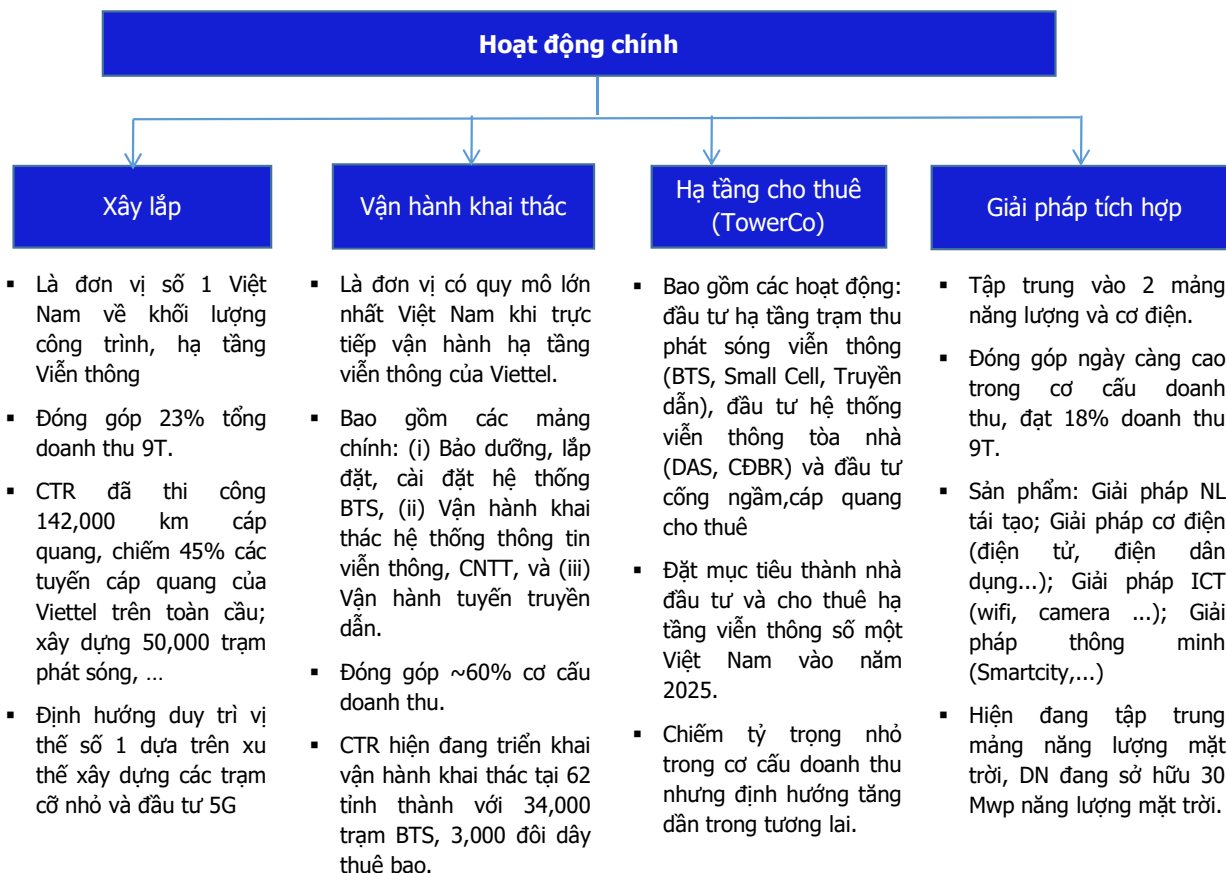 Hoạt động chính
Xây lắp
▪ Là đơn vị số 1 Việt
Nam về khối lượng
công trình, hạ tầng
Viễn thông
▪ Đóng góp 23% tổng
doanh thu 9T.
▪ CTR đã thi công
142,000 km cáp
quang, chiếm 45% các
tuyến cáp quang của
Viettel trên toàn cầu;
xây dựng 50,000 trạm
phát sóng, …
▪ Định hướng duy trì vị
thế số 1 dựa trên xu
thế xây dựng các trạm
cỡ nhỏ và đầu tư 5G
Vận hành khai thác
▪ Là đơn vị có quy mô lớn
nhất Việt Nam khi trực
tiếp vận hành hạ tầng
viễn thông của Viettel.
▪ Bao gồm các mảng
chính: (i) Bảo dưỡng, lắp
đặt, cài đặt hệ thống
BTS, (ii) Vận hành khai
thác hệ thống thông tin
viễn thông, CNTT, và (iii)
Vận hành tuyến truyền
dẫn.
▪ Đóng góp ~60% cơ cấu
doanh thu.
▪ CTR hiện đang triển khai
vận hành khai thác tại 62
tỉnh thành với 34,000
trạm BTS, 3,000 đôi dây
thuê bao.
Hạ tầng cho thuê
(TowerCo)
▪ Bao gồm các hoạt động:
đầu tư hạ tầng trạm thu
phát sóng viễn thông
(BTS, Small Cell, Truyền
dẫn), đầu tư hệ thống
viễn thông tòa nhà
(DAS, CĐBR) và đầu tư
cống ngầm,cáp quang
cho thuê
▪ Đặt mục tiêu thành nhà
đầu tư và cho thuê hạ
tầng viễn thông số một
Việt Nam vào năm
2025.
▪ Chiếm tỷ trọng nhỏ
trong cơ cấu doanh thu
nhưng định hướng tăng
dần trong tương lai.
Giải pháp tích hợp
▪ Tập trung vào 2 mảng
năng lượng và cơ điện.
▪ Đóng góp ngày càng cao
trong cơ cấu doanh
thu, đạt 18% doanh thu
9T.
▪ Sản phẩm: Giải pháp NL
tái tạo; Giải pháp cơ điện
(điện tử, điện dân
dụng...); Giải pháp ICT
(wifi, camera ...); Giải
pháp thông minh
(Smartcity,...)
▪ Hiện đang tập trung
mảng năng lượng mặt
trời, DN đang sở hữu 30
Mwp năng lượng mặt trời.